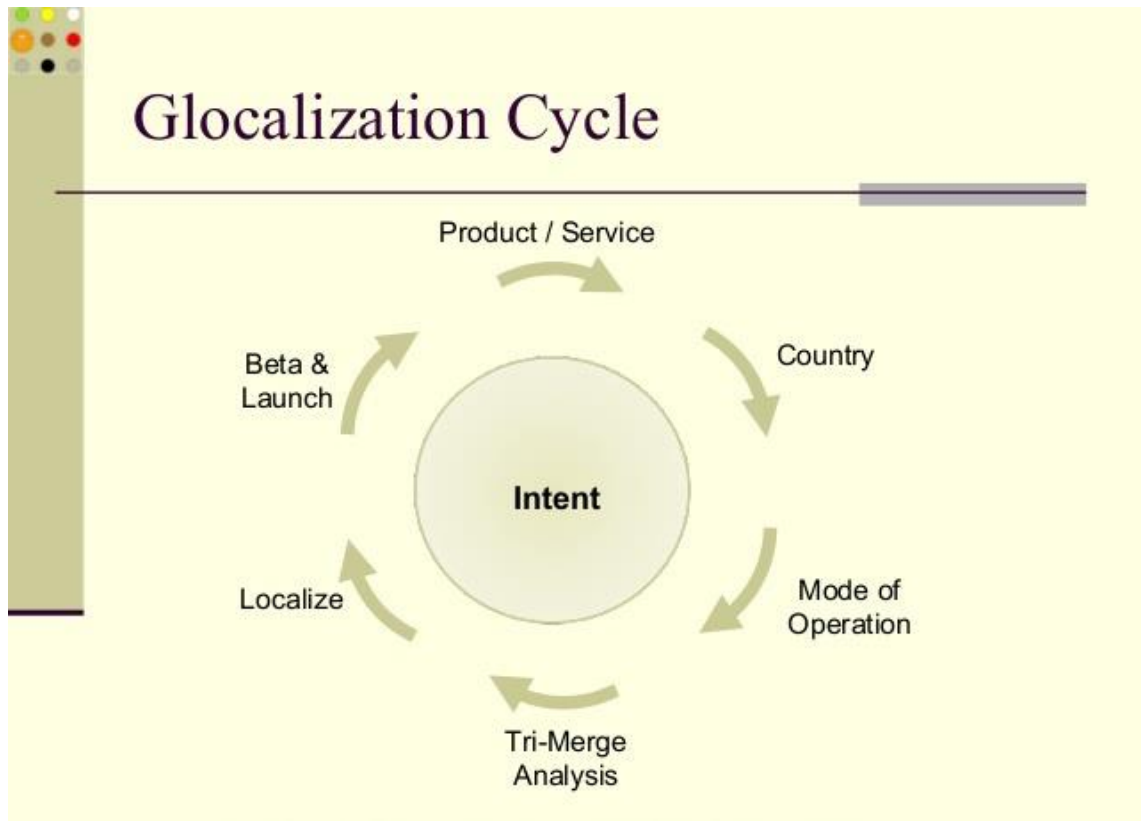 Glocalization Cycle
Product / Service
Country
Mode of
Operation
Tri-Merge
Analysis
Localize
Beta &
Launch
Intent